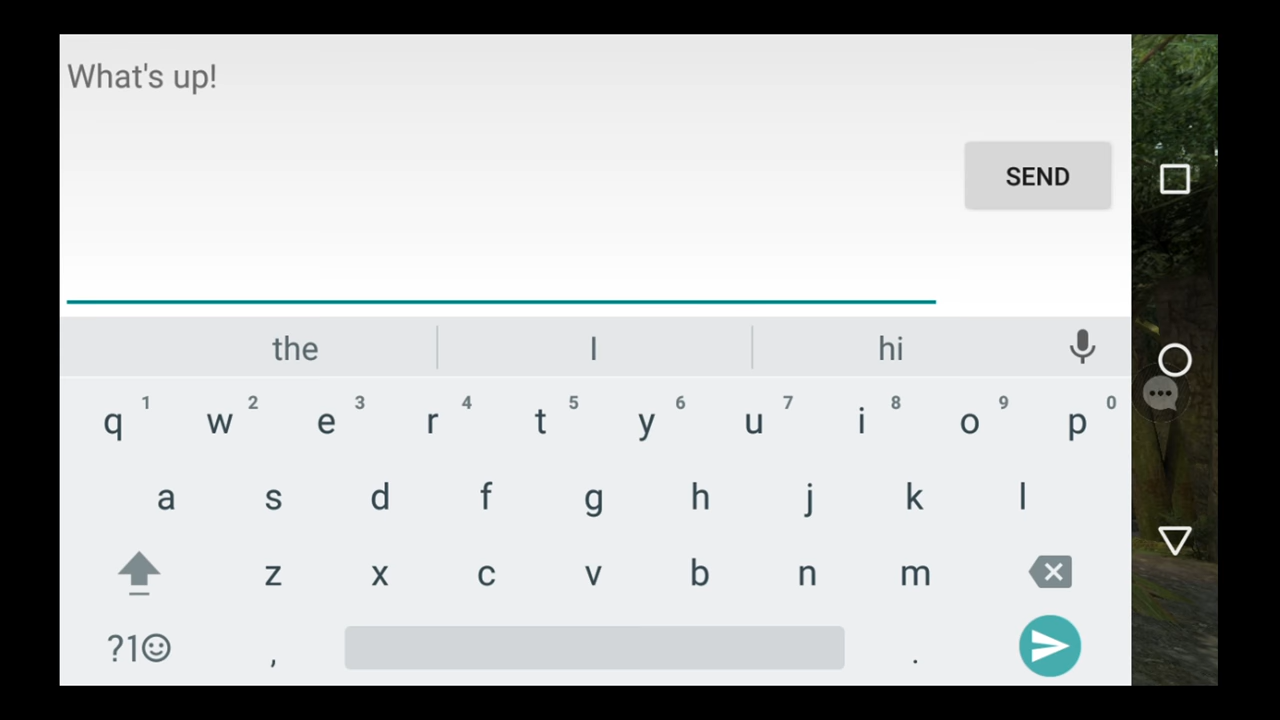 What's up!
SEND
the I hi
q 1 w 2 e 3 r 4 t 5 y 6 u 7 i 8 o 9 p 0
a s d f g h j k l
z x c v b n m
?1☺ , .